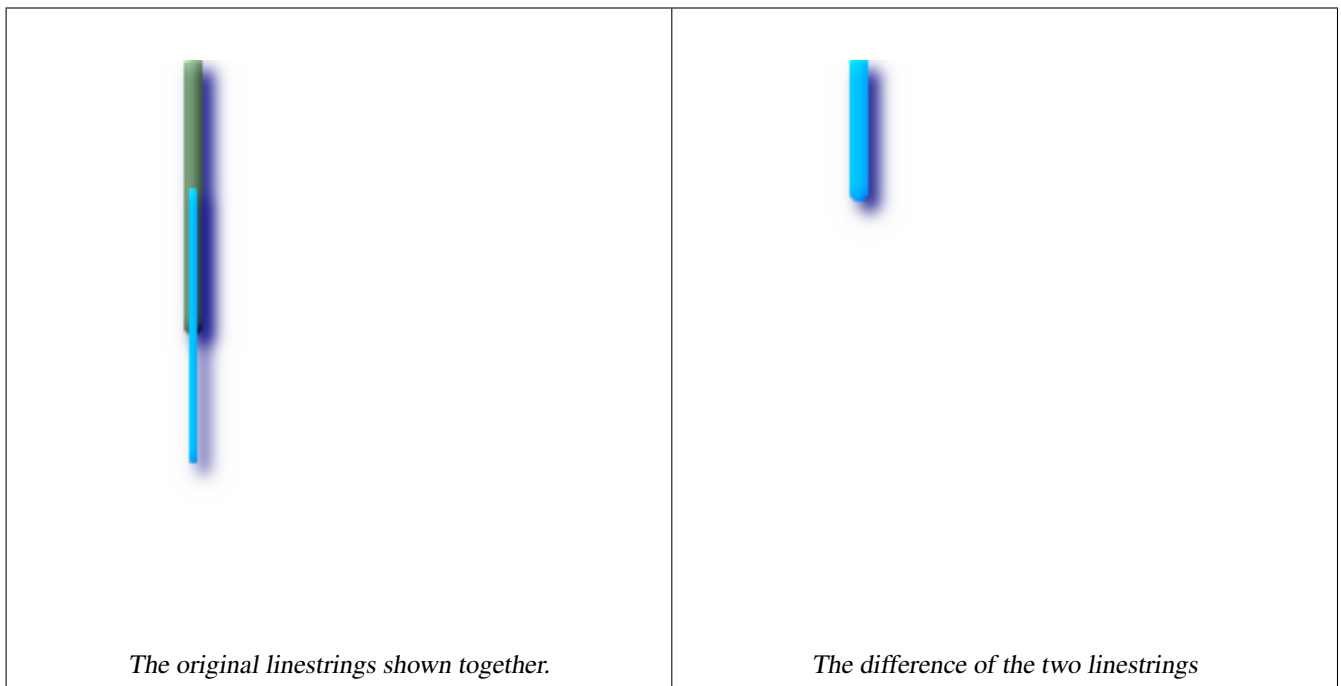 The original linestrings shown together.
The difference of the two linestrings